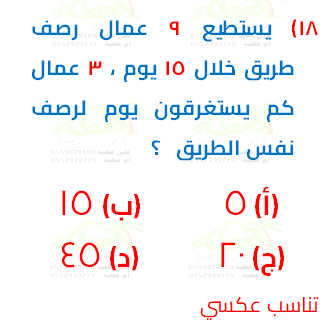 ١٨) يستطيع ٩ عمال رصف
طريق خلال ١٥ يوم ، ٣ عمال
كم يستغرقون يوم لرصف
نفس الطريق ؟
(أ) ٥ (ب) ١٥
(ج) ٢٠ (د) ٤٥
تناسب عكسي